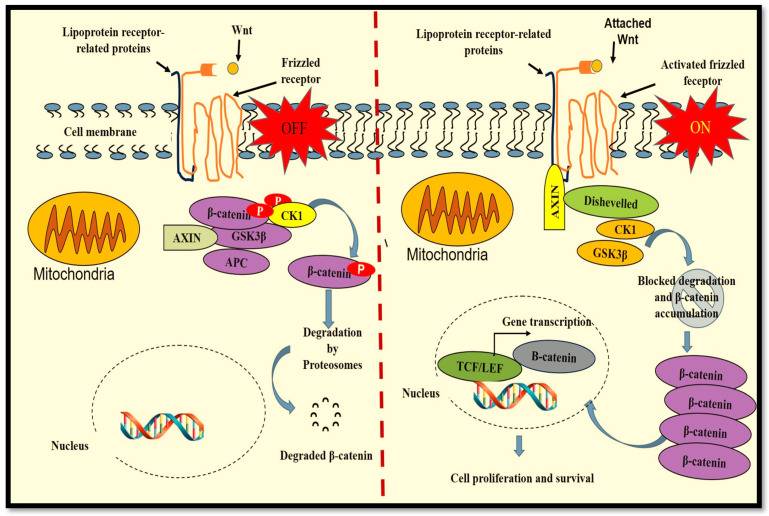 Lipoprotein receptor-
related proteins
Wnt
Frizzled
receptor
OFF
Cell membrane
Mitochondria
β-catenin
P
P
CK1
AXIN
GSK3β
APC
β-catenin
P
Degradation
by
Proteosomes
Degraded β-catenin
Nucleus
Lipoprotein receptor-related
proteins
Attached
Wnt
Activated frizzled
feceptor
ON
Mitochondria
AXIN
Dishevelled
CK1
GSK3β
Blocked degradation
and β-catenin
accumulation
β-catenin
β-catenin
β-catenin
β-catenin
Gene transcription
B-catenin
TCF/LEF
Nucleus
Cell proliferation and survival